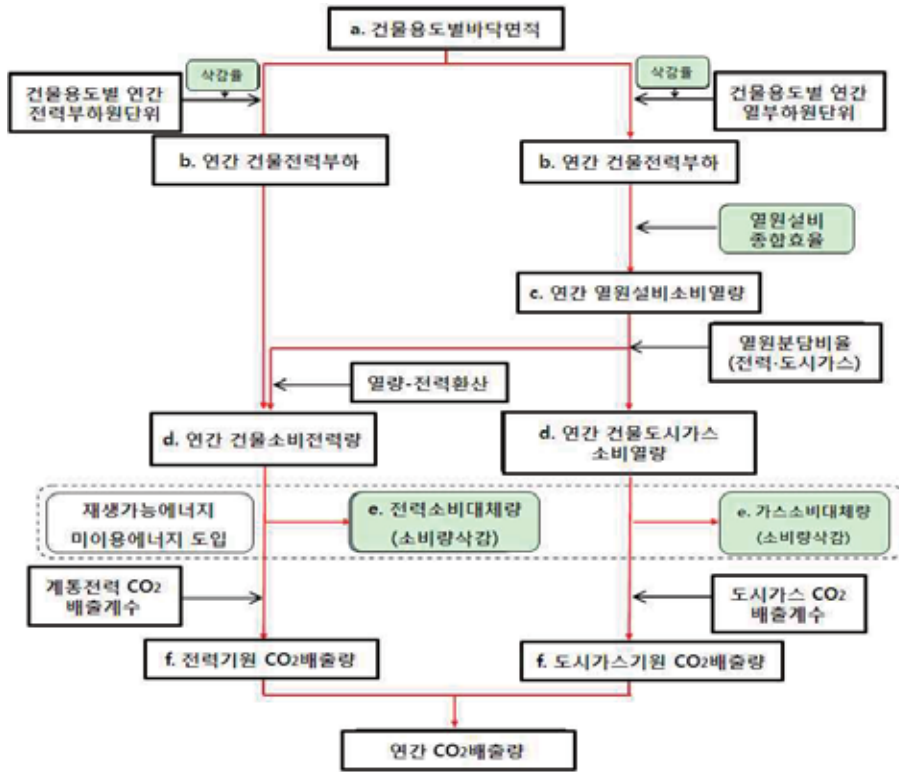 a. 건물용도별바닥면적
삭감률
삭감률
건물용도별 연간
전력부하원단위
건물용도별 연간
열부하원단위
b. 연간 건물전력부하
b. 연간 건물전력부하
열원설비
종합효율
c. 연간 열원설비소비열량
열원분담비율
(전력·도시가스)
열량-전력환산
d. 연간 건물소비전력량
d. 연간 건물도시가스
소비열량
재생가능에너지
미이용에너지 도입
e. 전력소비대체량
(소비량삭감)
e. 가스소비대체량
(소비량삭감)
계통전력 CO2
배출계수
도시가스 CO2
배출계수
f. 전력기원 CO2배출량
f. 도시가스기원 CO2배출량
연간 CO2배출량